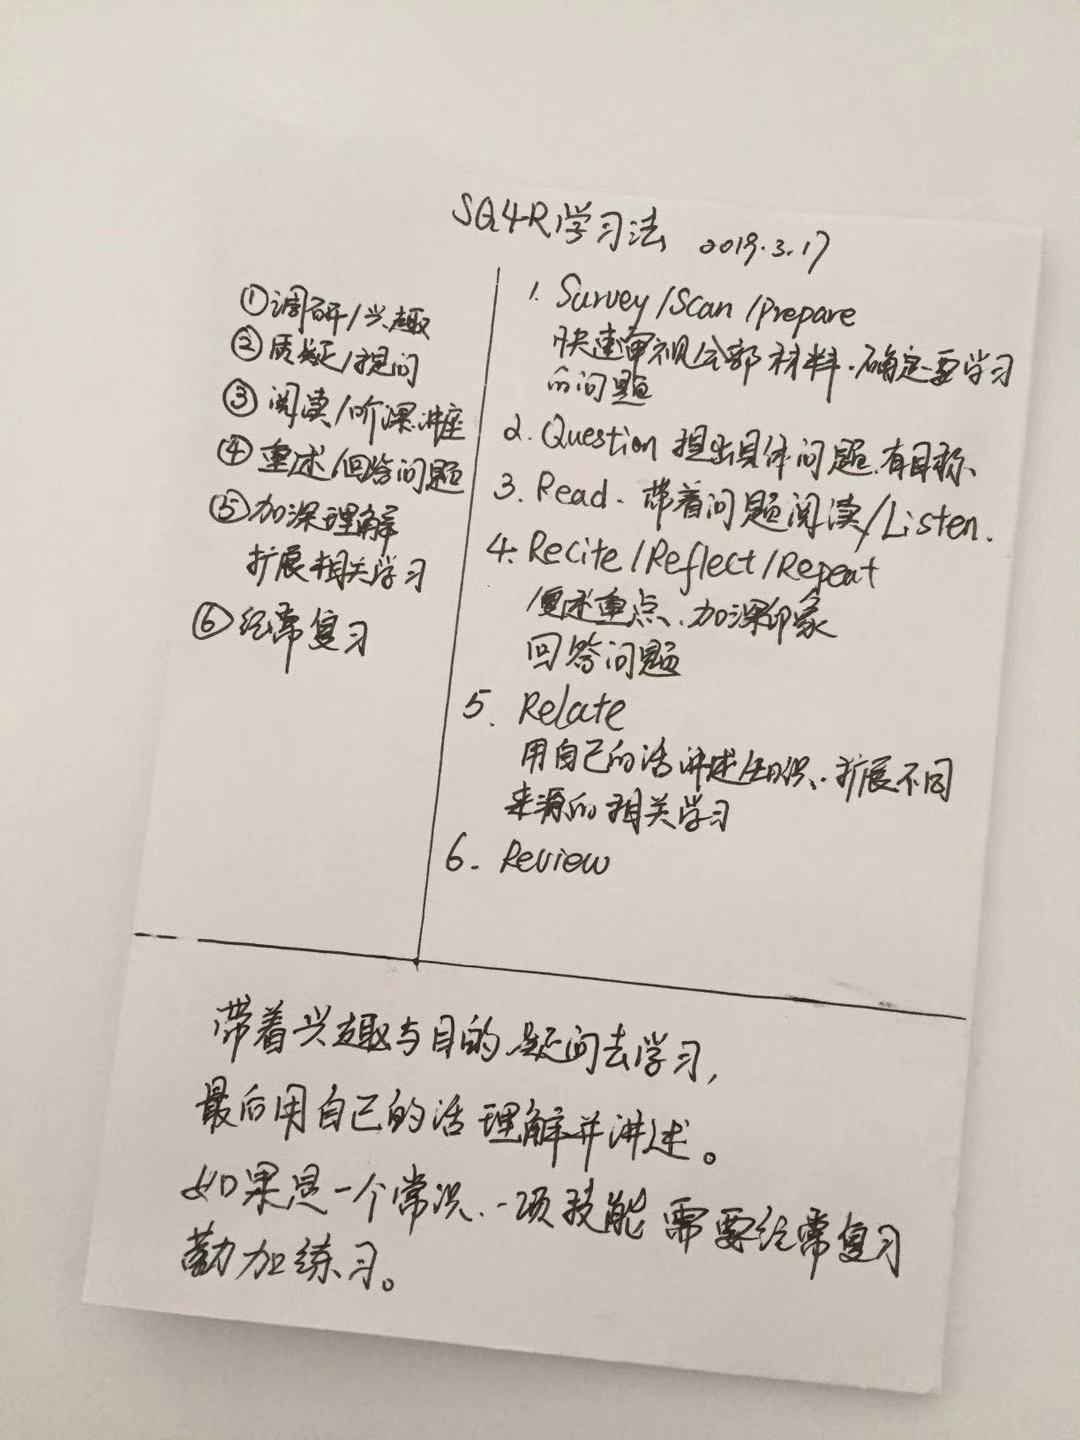 SQ4R学习法 2019.3.17
①调研/兴趣
②质疑/提问
③阅读/听课讲座
④重述/回答问题
⑤加深理解
扩展相关学习
⑥经常复习
1. Survey/Scan/Prepare
快速审视全部材料.确定要学习
的问题
2. Question 提出具体问题.有目标.
3. Read. 带着问题阅读/Listen.
4. Recite/Reflect/Repeat
复述重点.加深印象
回答问题
5. Relate
用自己的话讲述知识.扩展不同
来源的相关学习
6. Review
带着兴趣与目的.疑问去学习,
最后用自己的话理解并讲述。
如果是一个常识.一项技能需要经常复习
勤加练习。